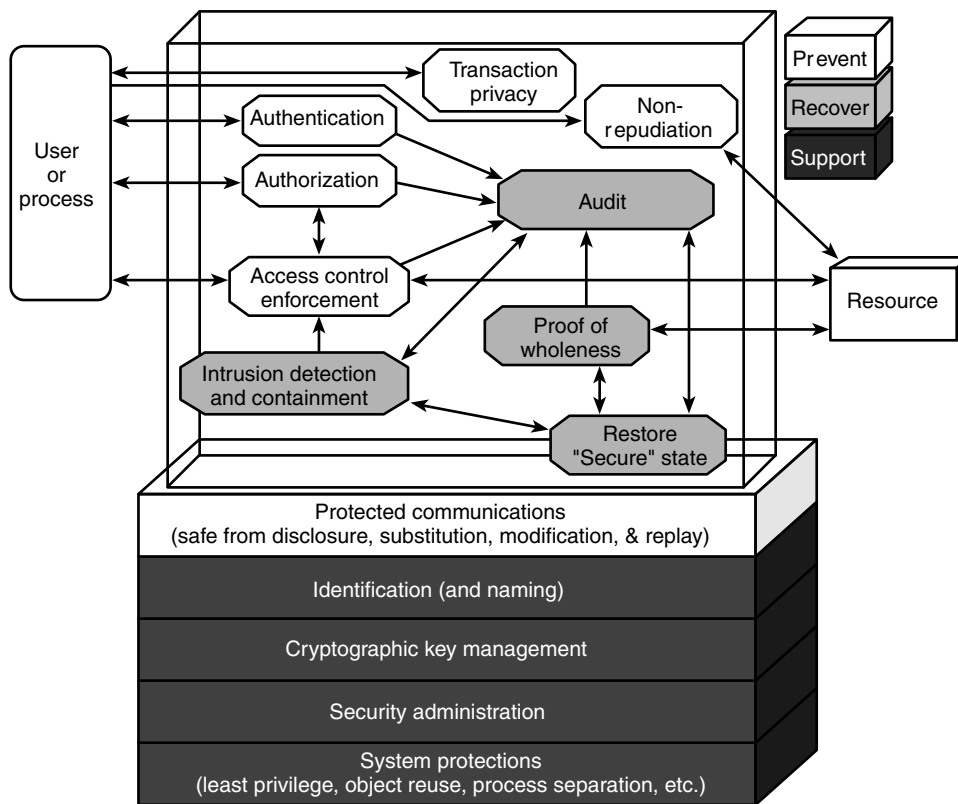 Prevent
Recover
Support
User
or
process
Transaction
privacy
Non-
repudiation
Authentication
Authorization
Audit
Access control
enforcement
Resource
Proof of
wholeness
Intrusion detection
and containment
Restore
"Secure" state
Protected communications
(safe from disclosure, substitution, modification, & replay)
Identification (and naming)
Cryptographic key management
Security administration
System protections
(least privilege, object reuse, process separation, etc.)